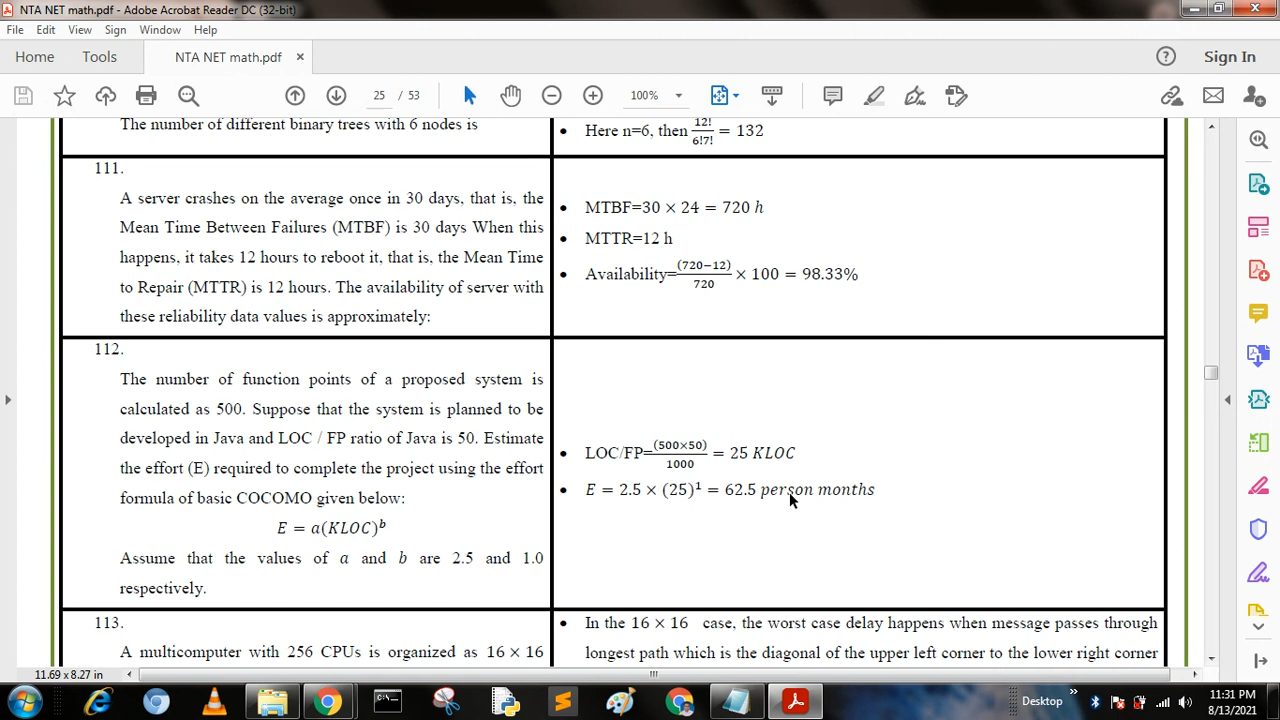 NTA NET math.pdf - Adobe Acrobat Reader DC (32-bit)
File Edit View Sign Window Help
Home Tools NTA NET math.pdf × Sign In
25 / 53 100%
The number of different binary trees with 6 nodes is
Here n=6, then 12!/6!7! = 132
111.
A server crashes on the average once in 30 days, that is, the
Mean Time Between Failures (MTBF) is 30 days When this
happens, it takes 12 hours to reboot it, that is, the Mean Time
to Repair (MTTR) is 12 hours. The availability of server with
these reliability data values is approximately:
• MTBF=30 × 24 = 720 h
• MTTR=12 h
• Availability=(720−12)/720 × 100 = 98.33%
112.
The number of function points of a proposed system is
calculated as 500. Suppose that the system is planned to be
developed in Java and LOC / FP ratio of Java is 50. Estimate
the effort (E) required to complete the project using the effort
formula of basic COCOMO given below:
E = a(KLOC)ᵇ
Assume that the values of a and b are 2.5 and 1.0
respectively.
• LOC/FP=(500×50)/1000 = 25 KLOC
• E = 2.5 × (25)¹ = 62.5 person months
113.
A multicomputer with 256 CPUs is organized as 16 × 16
• In the 16 × 16 case, the worst case delay happens when message passes through
longest path which is the diagonal of the upper left corner to the lower right corner
11.69 x 8.27 in
Desktop
11:31 PM
8/13/2021